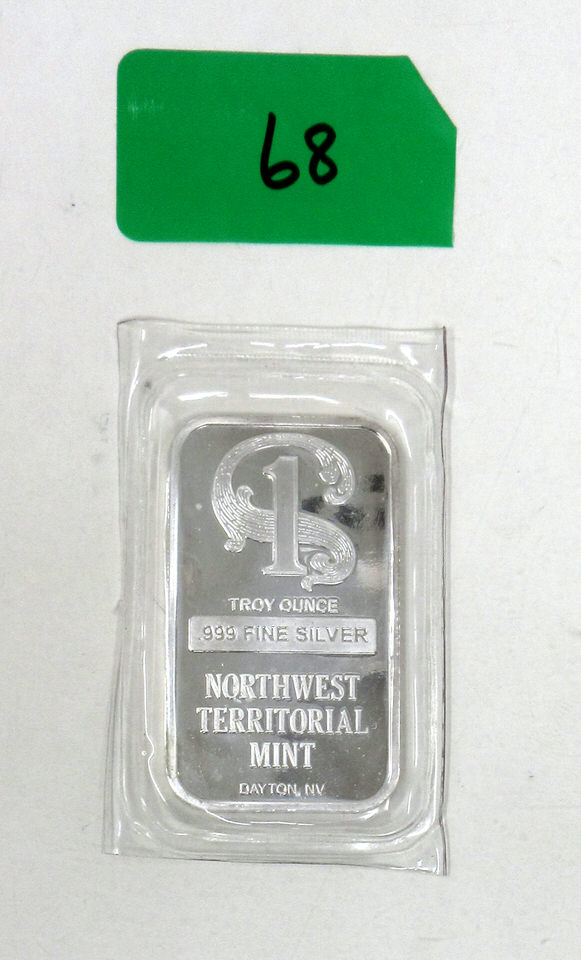 68
1
TROY OUNCE
.999 FINE SILVER
NORTHWEST
TERRITORIAL
MINT
DAYTON, NV